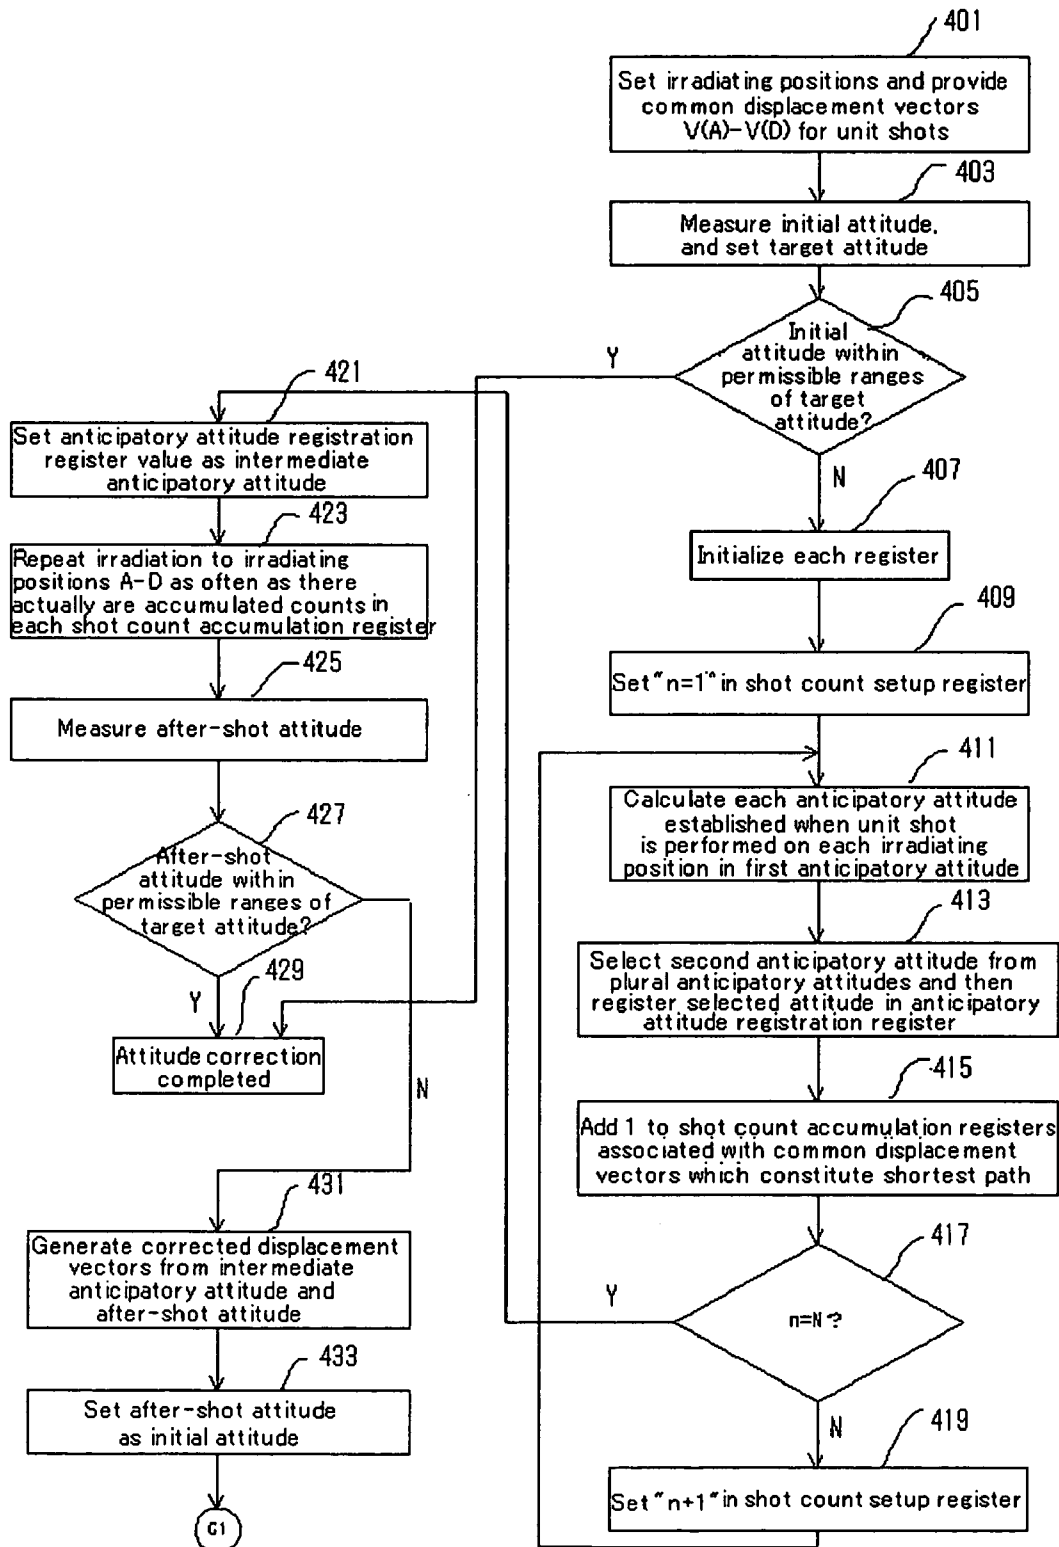 401
Set irradiating positions and provide
common displacement vectors
V(A)-V(D) for unit shots
403
Measure initial attitude,
and set target attitude
405
Initial
attitude within
permissible ranges
of target
attitude?
Y
N
407
Initialize each register
409
Set "n=1" in shot count setup register
411
Calculate each anticipatory attitude
established when unit shot
is performed on each irradiating
position in first anticipatory attitude
413
Select second anticipatory attitude from
plural anticipatory attitudes and then
register selected attitude in anticipatory
attitude registration register
415
Add 1 to shot count accumulation registers
associated with common displacement
vectors which constitute shortest path
417
n=N?
Y
N
419
Set "n+1" in shot count setup register
421
Set anticipatory attitude registration
register value as intermediate
anticipatory attitude
423
Repeat irradiation to irradiating
positions A-D as often as there
actually are accumulated counts in
each shot count accumulation register
425
Measure after-shot attitude
427
After-shot
attitude within
permissible ranges of
target attitude?
Y
N
429
Attitude correction
completed
431
Generate corrected displacement
vectors from intermediate
anticipatory attitude and
after-shot attitude
433
Set after-shot attitude
as initial attitude
G1